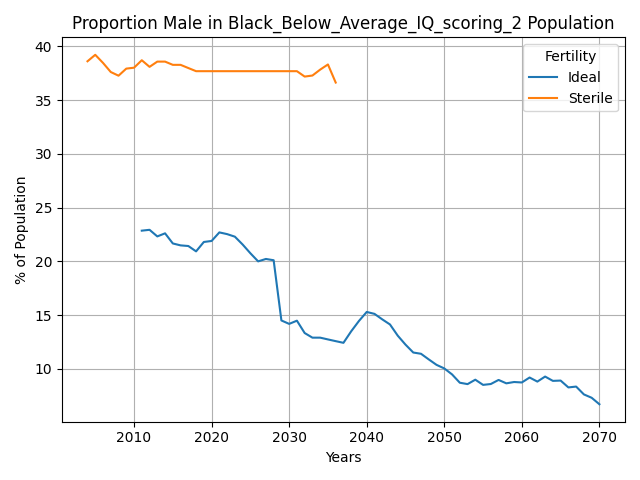 Proportion Male in Black_Below_Average_IQ_scoring_2 Population
Fertility
Ideal
Sterile
% of Population
40
35
30
25
20
15
10
2010 2020 2030 2040 2050 2060 2070
Years